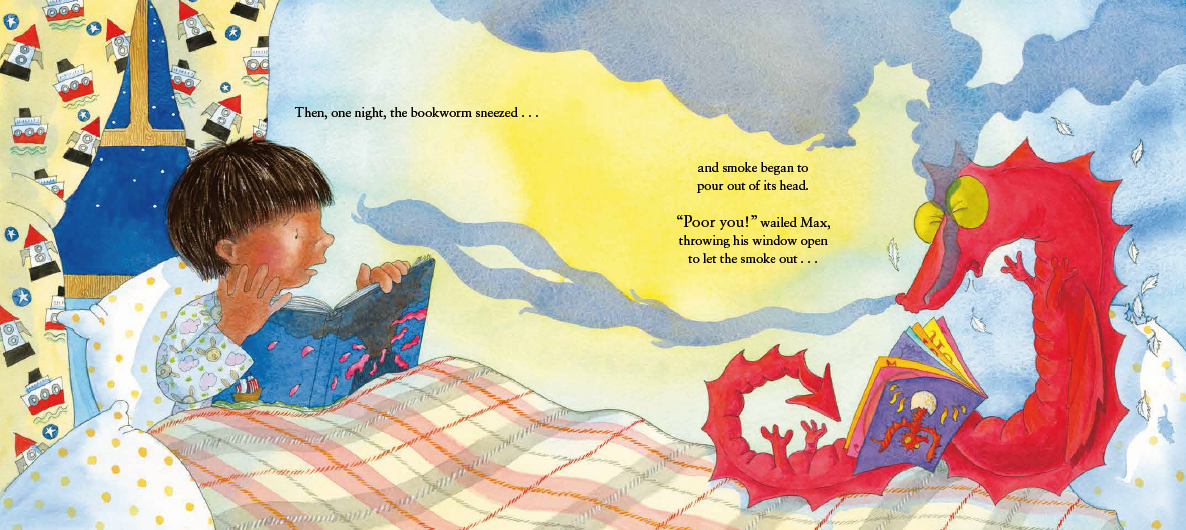 Then, one night, the bookworm sneezed . . .
and smoke began to
pour out of its head.
“Poor you!” wailed Max,
throwing his window open
to let the smoke out . . .